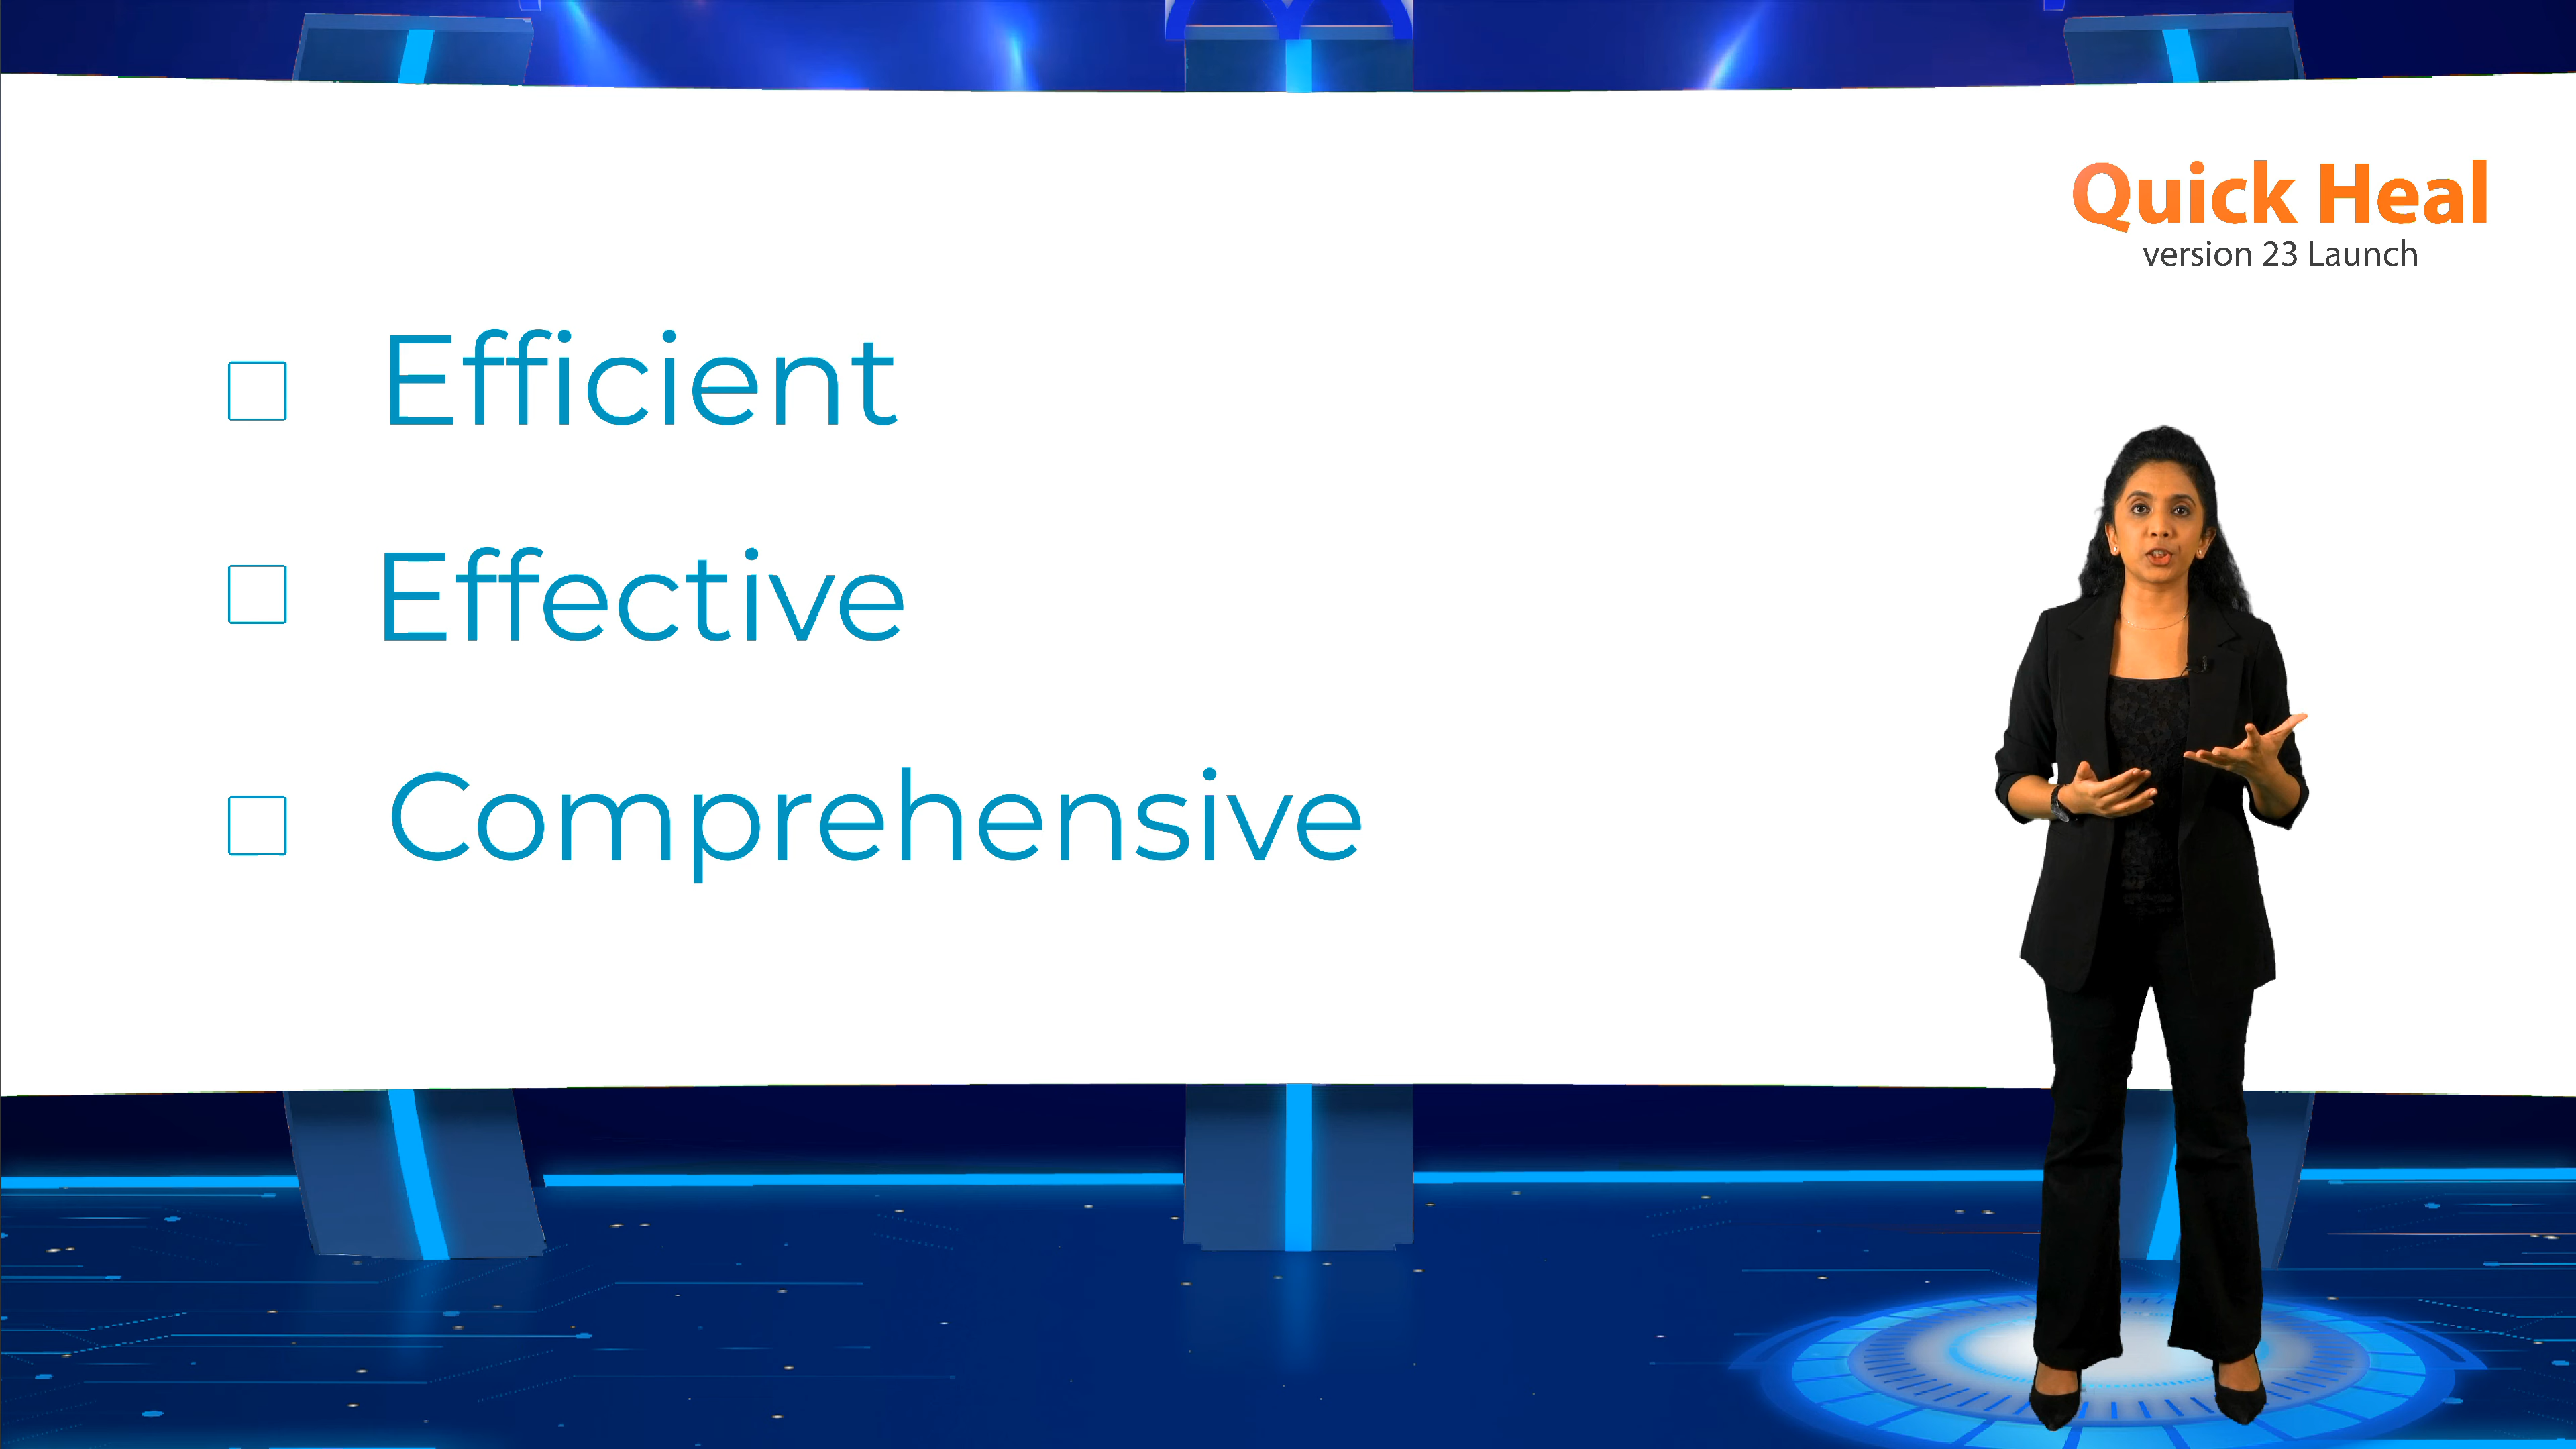 Quick Heal
version 23 Launch
Efficient
Effective
Comprehensive